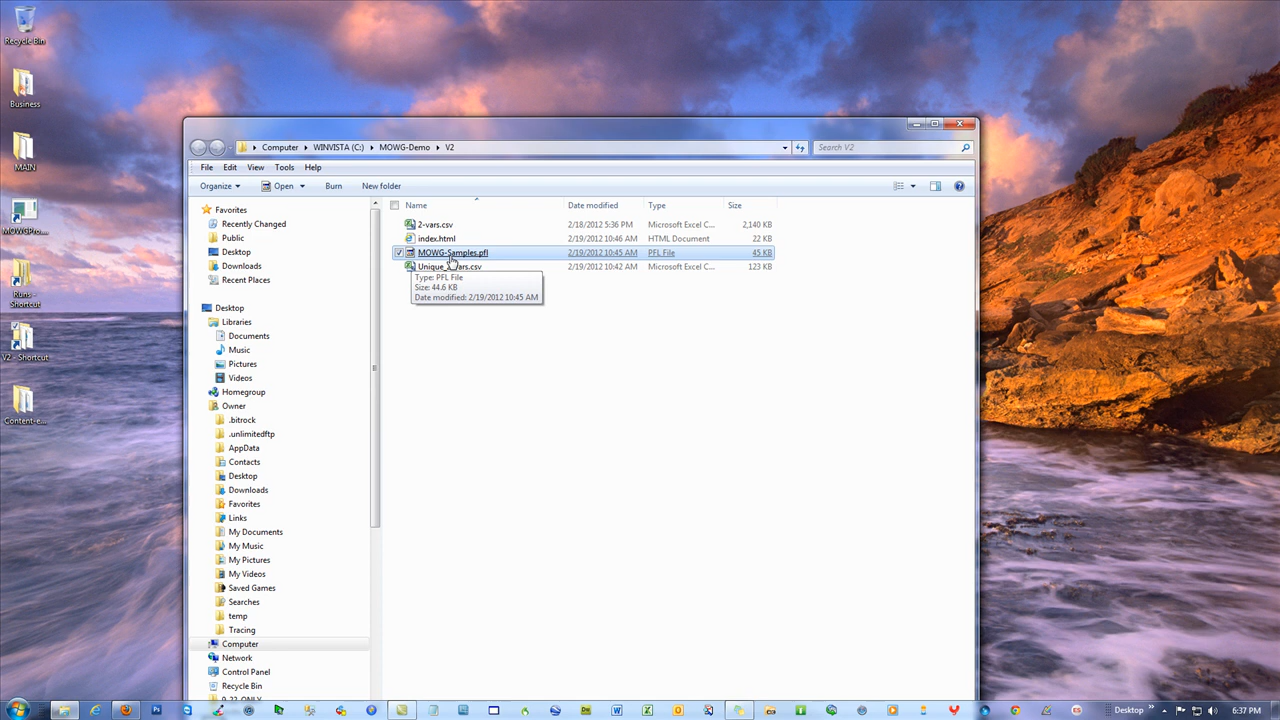 Recycle Bin
Business
MAIN
MOWGPro...
Runs -
Shortcut
V2 - Shortcut
Content-e...
Computer WINVISTA (C:) MOWG-Demo V2
Search V2
File Edit View Tools Help
Organize Open Burn New folder
Name Date modified Type Size
2-vars.csv 2/18/2012 5:36 PM Microsoft Excel C... 2,140 KB
index.html 2/19/2012 10:46 AM HTML Document 22 KB
MOWG-Samples.pfl 2/19/2012 10:45 AM PFL File 45 KB
2/19/2012 10:42 AM Microsoft Excel C... 123 KB
Type: PFL File
Size: 44.6 KB
Date modified: 2/19/2012 10:45 AM
Favorites
Recently Changed
Public
Desktop
Downloads
Recent Places
Desktop
Libraries
Documents
Music
Pictures
Videos
Homegroup
Owner
.bitrock
.unlimitedftp
AppData
Contacts
Desktop
Downloads
Favorites
Links
My Documents
My Music
My Pictures
My Videos
Saved Games
Searches
temp
Tracing
Computer
Network
Control Panel
Recycle Bin
Desktop
6:37 PM